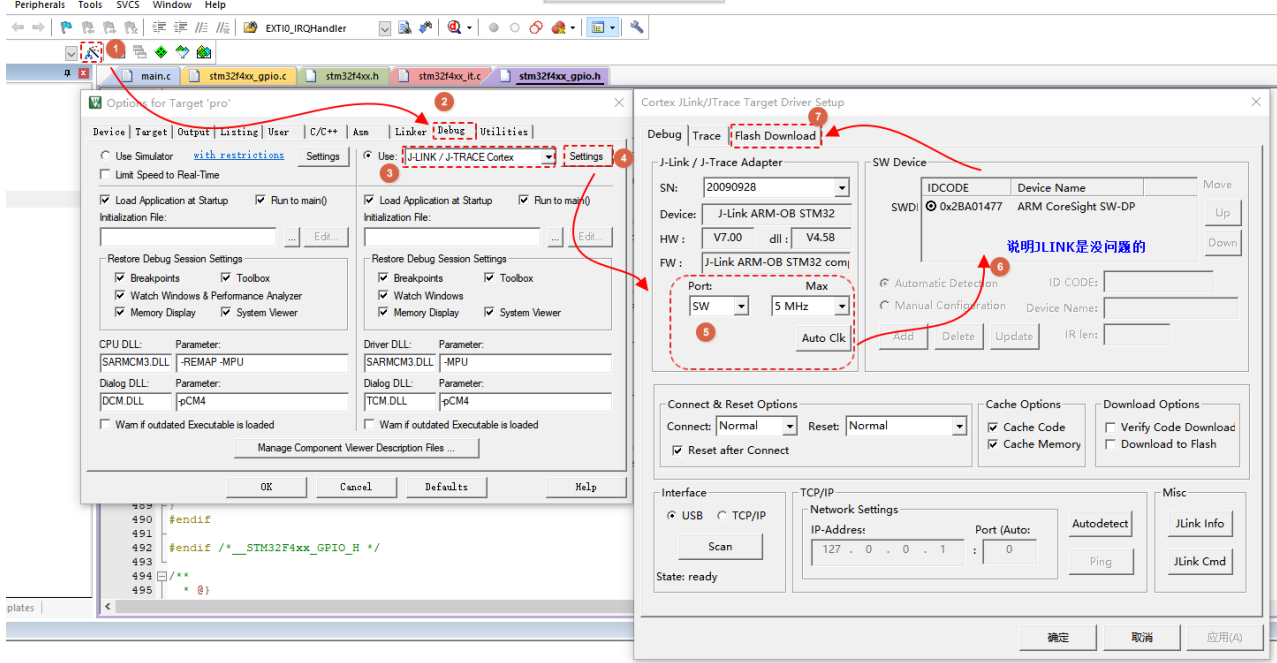 Peripherals Tools SVCS Window Help
EXTI0_IRQHandler
1
main.c stm32f4xx_gpio.c stm32f4xx.h stm32f4xx_it.c stm32f4xx_gpio.h
Options for Target 'pro'
2
Device Target Output Listing User C/C++ Asm Linker Debug Utilities
Use Simulator with restrictions Settings
Use: J-LINK / J-TRACE Cortex Settings
3
4
Limit Speed to Real-Time
Load Application at Startup Run to main()
Load Application at Startup Run to main()
Initialization File:
Initialization File:
... Edit...
... Edit...
Restore Debug Session Settings
Breakpoints Toolbox
Watch Windows & Performance Analyzer
Memory Display System Viewer
Restore Debug Session Settings
Breakpoints Toolbox
Watch Windows
Memory Display System Viewer
CPU DLL: Parameter:
SARMCM3.DLL -REMAP -MPU
Dialog DLL: Parameter:
DCM.DLL -pCM4
Warn if outdated Executable is loaded
Driver DLL: Parameter:
SARMCM3.DLL -MPU
Dialog DLL: Parameter:
TCM.DLL -pCM4
Warn if outdated Executable is loaded
Manage Component Viewer Description Files ...
OK Cancel Defaults Help
489
490 #endif
491
492 #endif /*__STM32F4xx_GPIO_H */
493
494 /**
495 * @}
plates
Cortex JLink/JTrace Target Driver Setup
7
Debug Trace Flash Download
J-Link / J-Trace Adapter
SN: 20090928
Device: J-Link ARM-OB STM32
HW : V7.00 dll : V4.58
FW : J-Link ARM-OB STM32 comp
Port: Max
SW 5 MHz
5
Auto Clk
SW Device
IDCODE Device Name Move
SWDI 0x2BA01477 ARM CoreSight SW-DP
Up
Down
说明JLINK是没问题的
6
Automatic Detection ID CODE:
Manual Configuration Device Name:
Add Delete Update IR len:
Connect & Reset Options
Connect: Normal Reset: Normal
Reset after Connect
Cache Options
Cache Code
Cache Memory
Download Options
Verify Code Download
Download to Flash
Interface
USB TCP/IP
Scan
State: ready
TCP/IP
Network Settings
IP-Address: Port (Auto:
127 . 0 . 0 . 1 : 0
Autodetect
Ping
Misc
JLink Info
JLink Cmd
确定 取消 应用(A)